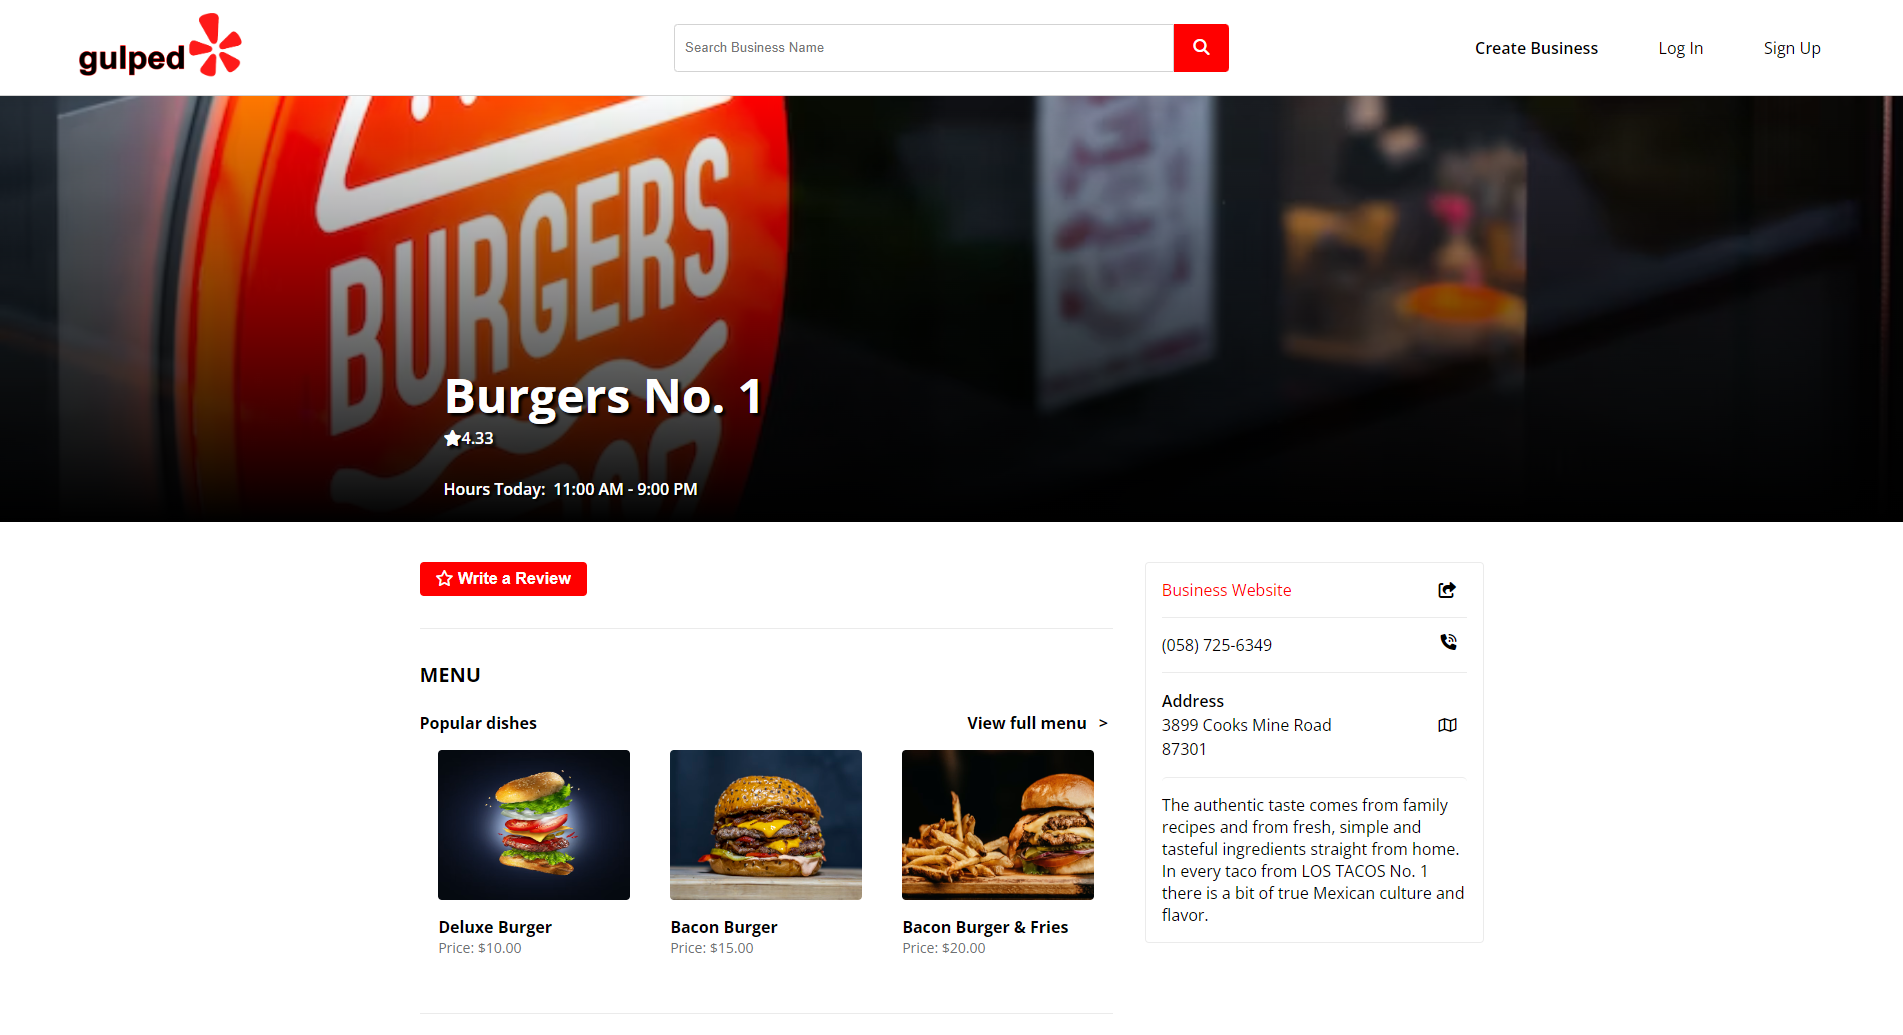 gulped
Search Business Name
Create Business
Log In
Sign Up
BURGERS
Burgers No. 1
4.33
Hours Today: 11:00 AM - 9:00 PM
Write a Review
MENU
Popular dishes
View full menu >
Deluxe Burger
Price: $10.00
Bacon Burger
Price: $15.00
Bacon Burger & Fries
Price: $20.00
Business Website
(058) 725-6349
Address
3899 Cooks Mine Road
87301
The authentic taste comes from family
recipes and from fresh, simple and
tasteful ingredients straight from home.
In every taco from LOS TACOS No. 1
there is a bit of true Mexican culture and
flavor.